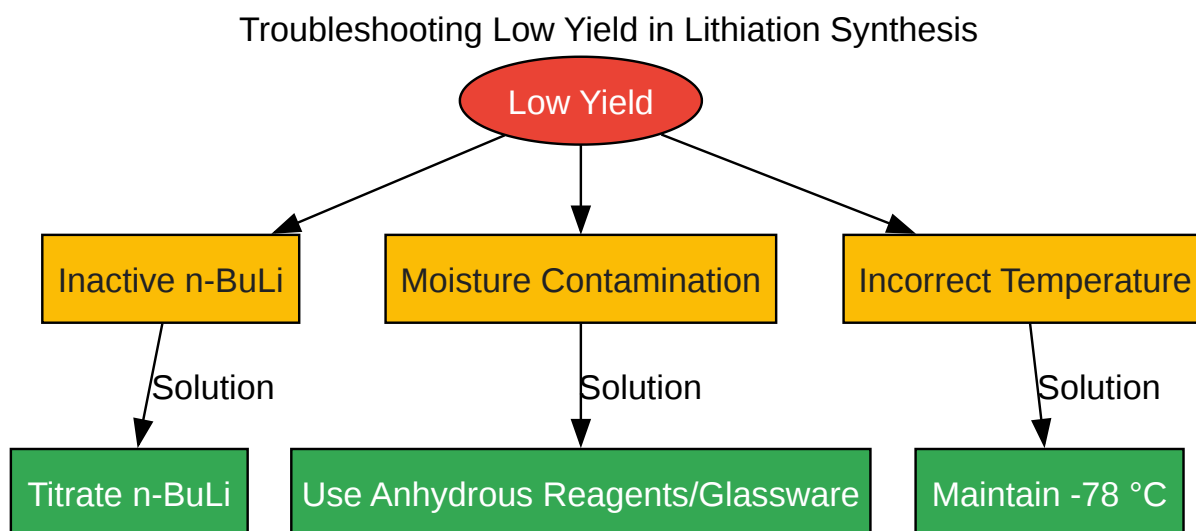 Troubleshooting Low Yield in Lithiation Synthesis
Low Yield
Inactive n-BuLi
Moisture Contamination
Incorrect Temperature
Solution
Solution
Solution
Titrate n-BuLi
Use Anhydrous Reagents/Glassware
Maintain -78 °C